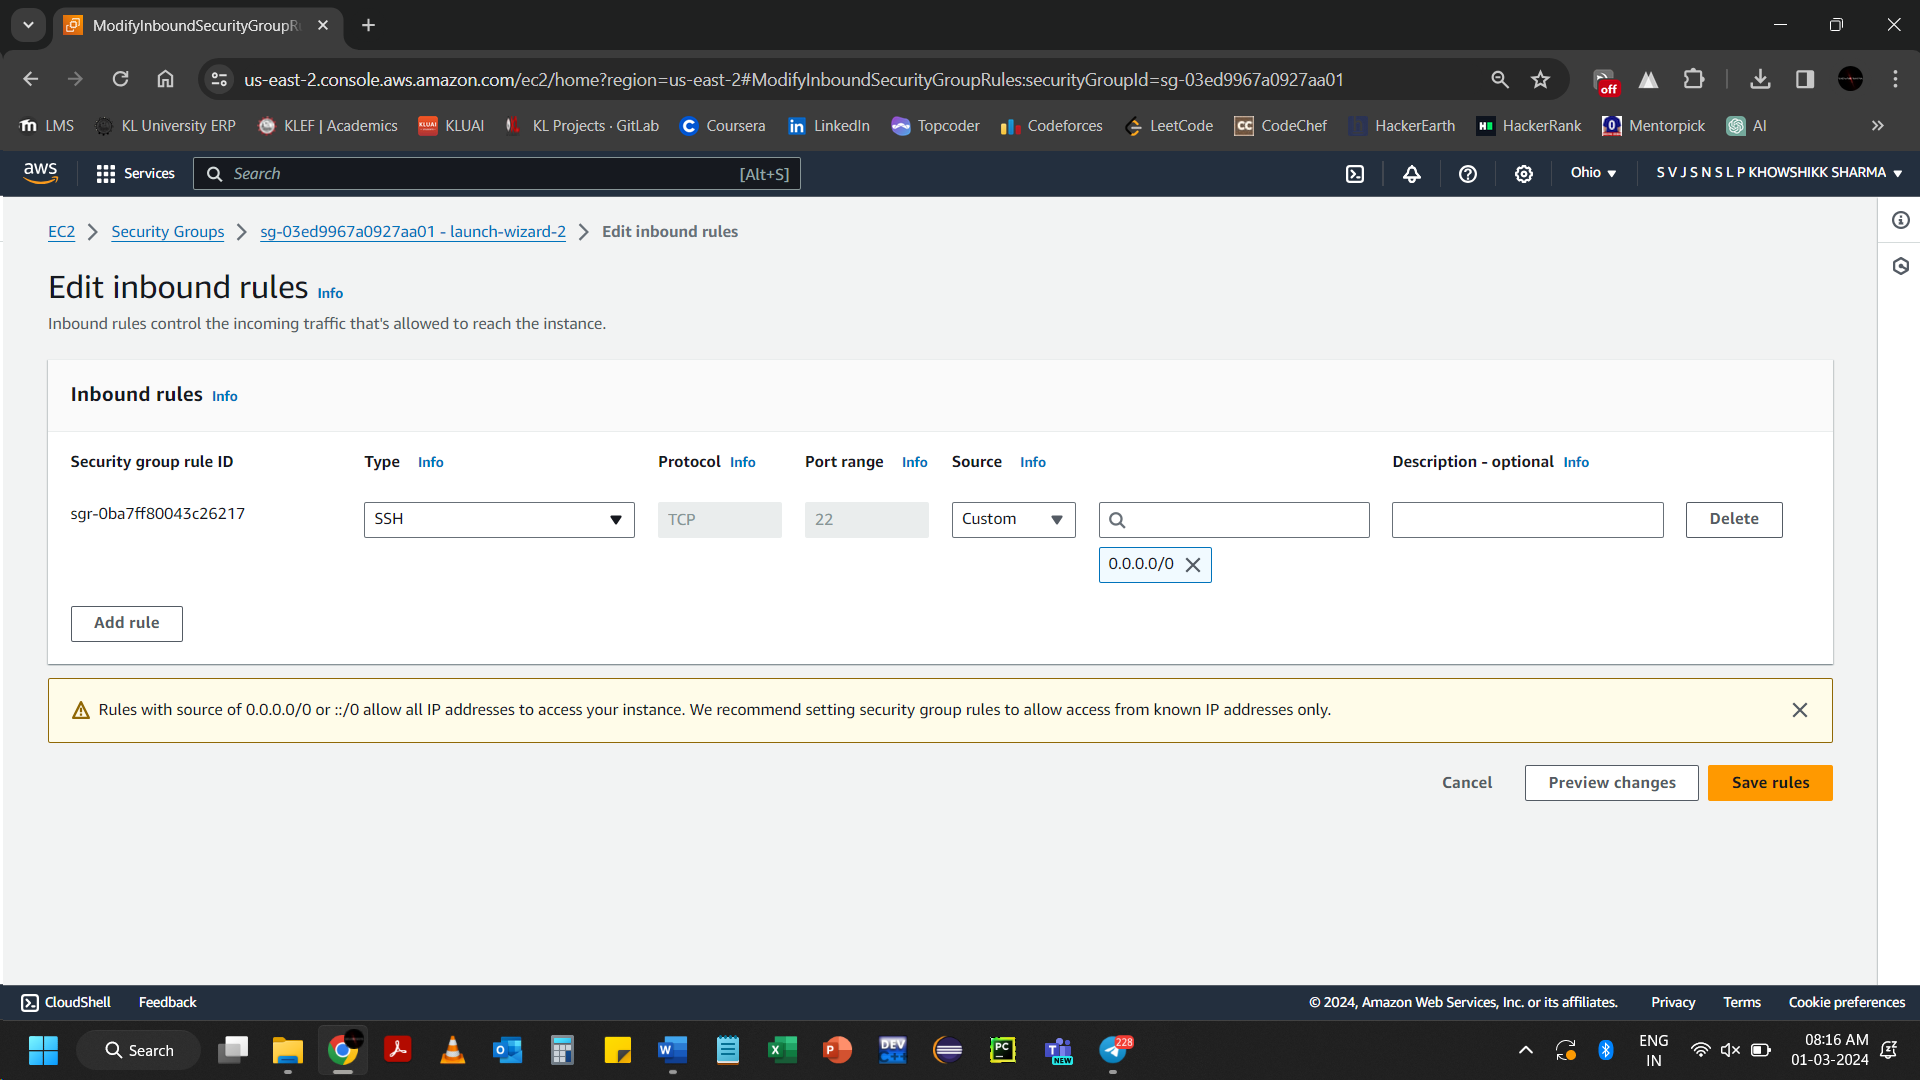 ModifyInboundSecurityGroupR
us-east-2.console.aws.amazon.com/ec2/home?region=us-east-2#ModifyInboundSecurityGroupRules:securityGroupId=sg-03ed9967a0927aa01
off
LMS KL University ERP KLEF | Academics KLUAI KL Projects · GitLab Coursera LinkedIn Topcoder Codeforces LeetCode CodeChef HackerEarth HackerRank Mentorpick AI
aws Services Search [Alt+S] Ohio S V J S N S L P KHOWSHIKK SHARMA
EC2 Security Groups sg-03ed9967a0927aa01 - launch-wizard-2 Edit inbound rules
Edit inbound rules Info
Inbound rules control the incoming traffic that's allowed to reach the instance.
Inbound rules Info
Security group rule ID Type Info Protocol Info Port range Info Source Info Description - optional Info
sgr-0ba7ff80043c26217 SSH TCP 22 Custom Delete
0.0.0.0/0
Add rule
Rules with source of 0.0.0.0/0 or ::/0 allow all IP addresses to access your instance. We recommend setting security group rules to allow access from known IP addresses only.
Cancel Preview changes Save rules
CloudShell Feedback © 2024, Amazon Web Services, Inc. or its affiliates. Privacy Terms Cookie preferences
Search DEV PC NEW 228 ENG IN 08:16 AM
01-03-2024